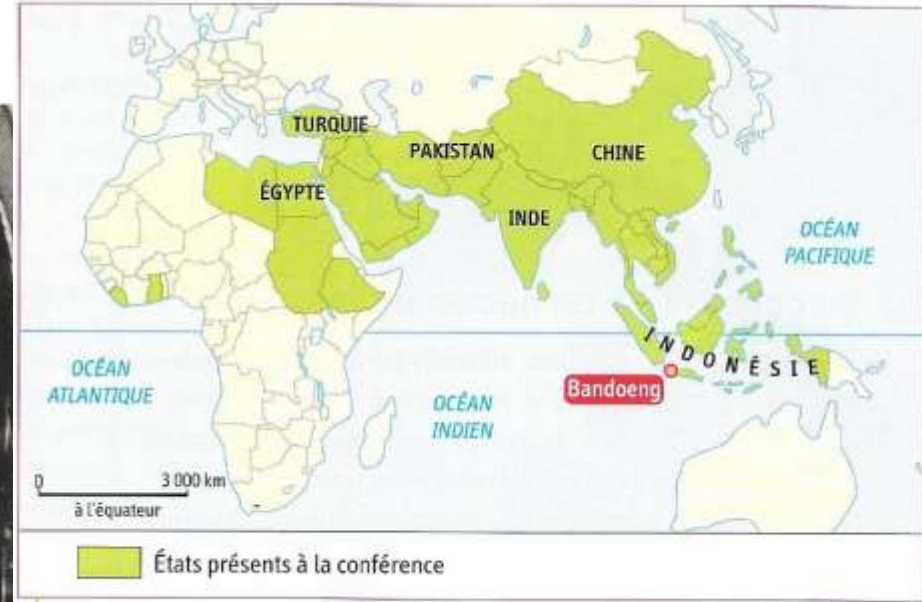 TURQUIE
PAKISTAN
CHINE
ÉGYPTE
INDE
OCÉAN
PACIFIQUE
INDONÉSIE
Bandoeng
OCÉAN
ATLANTIQUE
OCÉAN
INDIEN
0 3 000 km
à l'équateur
États présents à la conférence